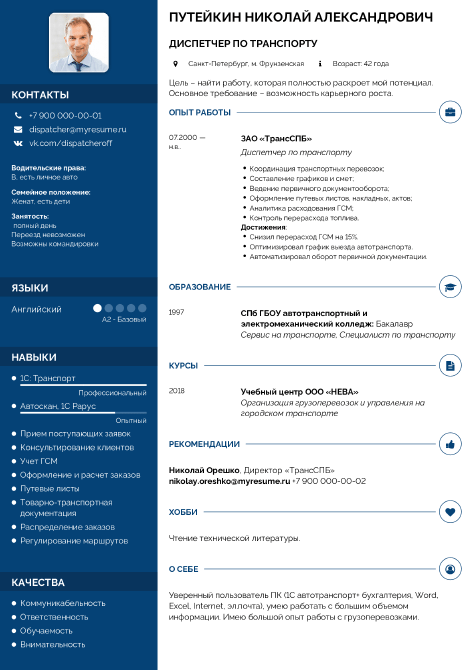 ПУТЕЙКИН НИКОЛАЙ АЛЕКСАНДРОВИЧ
ДИСПЕТЧЕР ПО ТРАНСПОРТУ
Санкт-Петербург, м. Фрунзенская
Возраст: 42 года
Цель – найти работу, которая полностью раскроет мой потенциал.
Основное требование – возможность карьерного роста.
КОНТАКТЫ
+7 900 000-00-01
dispatcher@myresume.ru
vk.com/dispatcheroff
Водительские права:
B, есть личное авто
Семейное положение:
Женат, есть дети
Занятость:
полный день
Переезд невозможен
Возможны командировки
ЯЗЫКИ
Английский
A2 - Базовый
НАВЫКИ
1С: Транспорт
Профессиональный
Автоскан, 1С Рарус
Опытный
Прием поступающих заявок
Консультирование клиентов
Учет ГСМ
Оформление и расчет заказов
Путевые листы
Товарно-транспортная
документация
Распределение заказов
Регулирование маршрутов
КАЧЕСТВА
Коммуникабельность
Ответственность
Обучаемость
Внимательность
ОПЫТ РАБОТЫ
07.2000 —
н.в.
ЗАО «ТрансСПБ»
Диспетчер по транспорту
Координация транспортных перевозок;
Составление графиков и смет;
Ведение первичного документооборота;
Оформление путевых листов, накладных, актов;
Аналитика расходования ГСМ;
Контроль перерасхода топлива.
Достижения:
Снизил перерасход ГСМ на 15%.
Оптимизировал график выезда автотранспорта.
Автоматизировал оборот первичной документации.
ОБРАЗОВАНИЕ
1997
СПб ГБОУ автотранспортный и
электромеханический колледж: Бакалавр
Сервис на транспорте. Специалист по транспорту
КУРСЫ
2018
Учебный центр ООО «НЕВА»
Организация грузоперевозок и управления на
городском транспорте
РЕКОМЕНДАЦИИ
Николай Орешко, Директор «ТрансСПБ»
nikolay.oreshko@myresume.ru +7 900 000-00-02
ХОББИ
Чтение технической литературы.
О СЕБЕ
Уверенный пользователь ПК (1С автотранспорт+ бухгалтерия, Word,
Excel, Internet, эл.почта), умею работать с большим объемом
информации. Имею большой опыт работы с грузоперевозками.